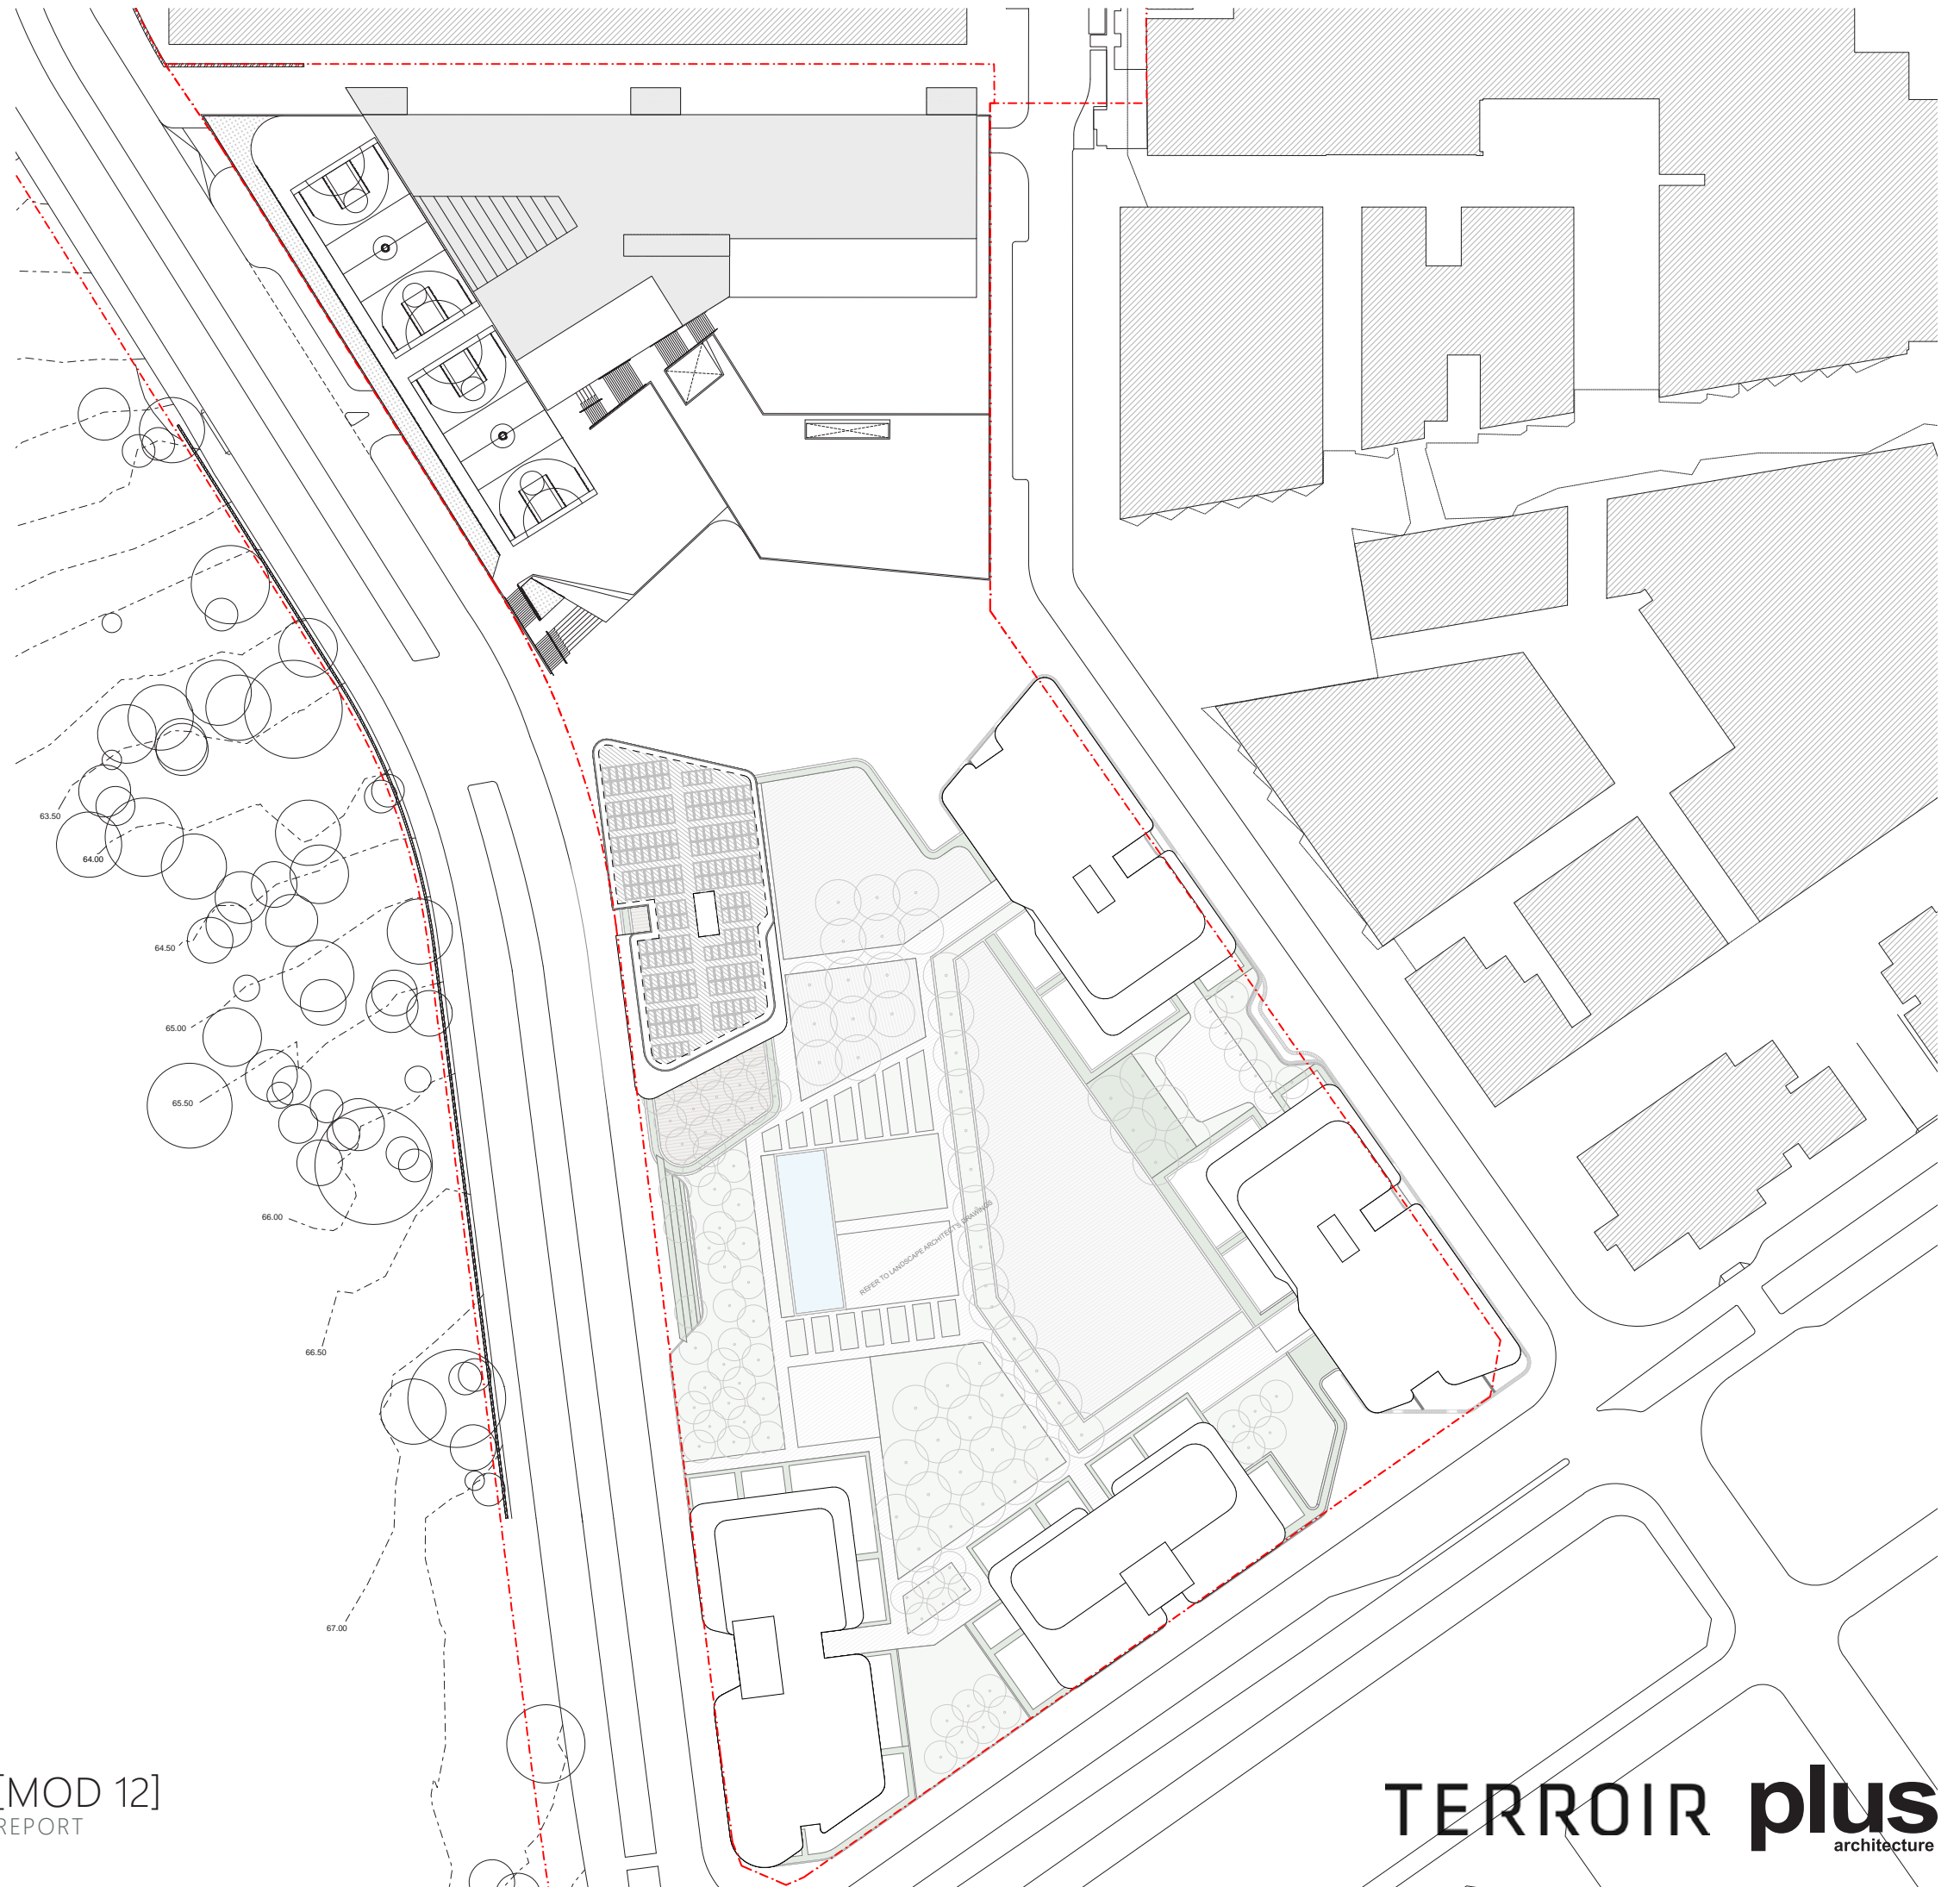 63.50
64.00
64.50
65.00
65.50
66.00
66.50
67.00
REFER TO LANDSCAPE ARCHITECT'S DRAWINGS
[MOD 12]
REPORT
TERROIR
plus
architecture